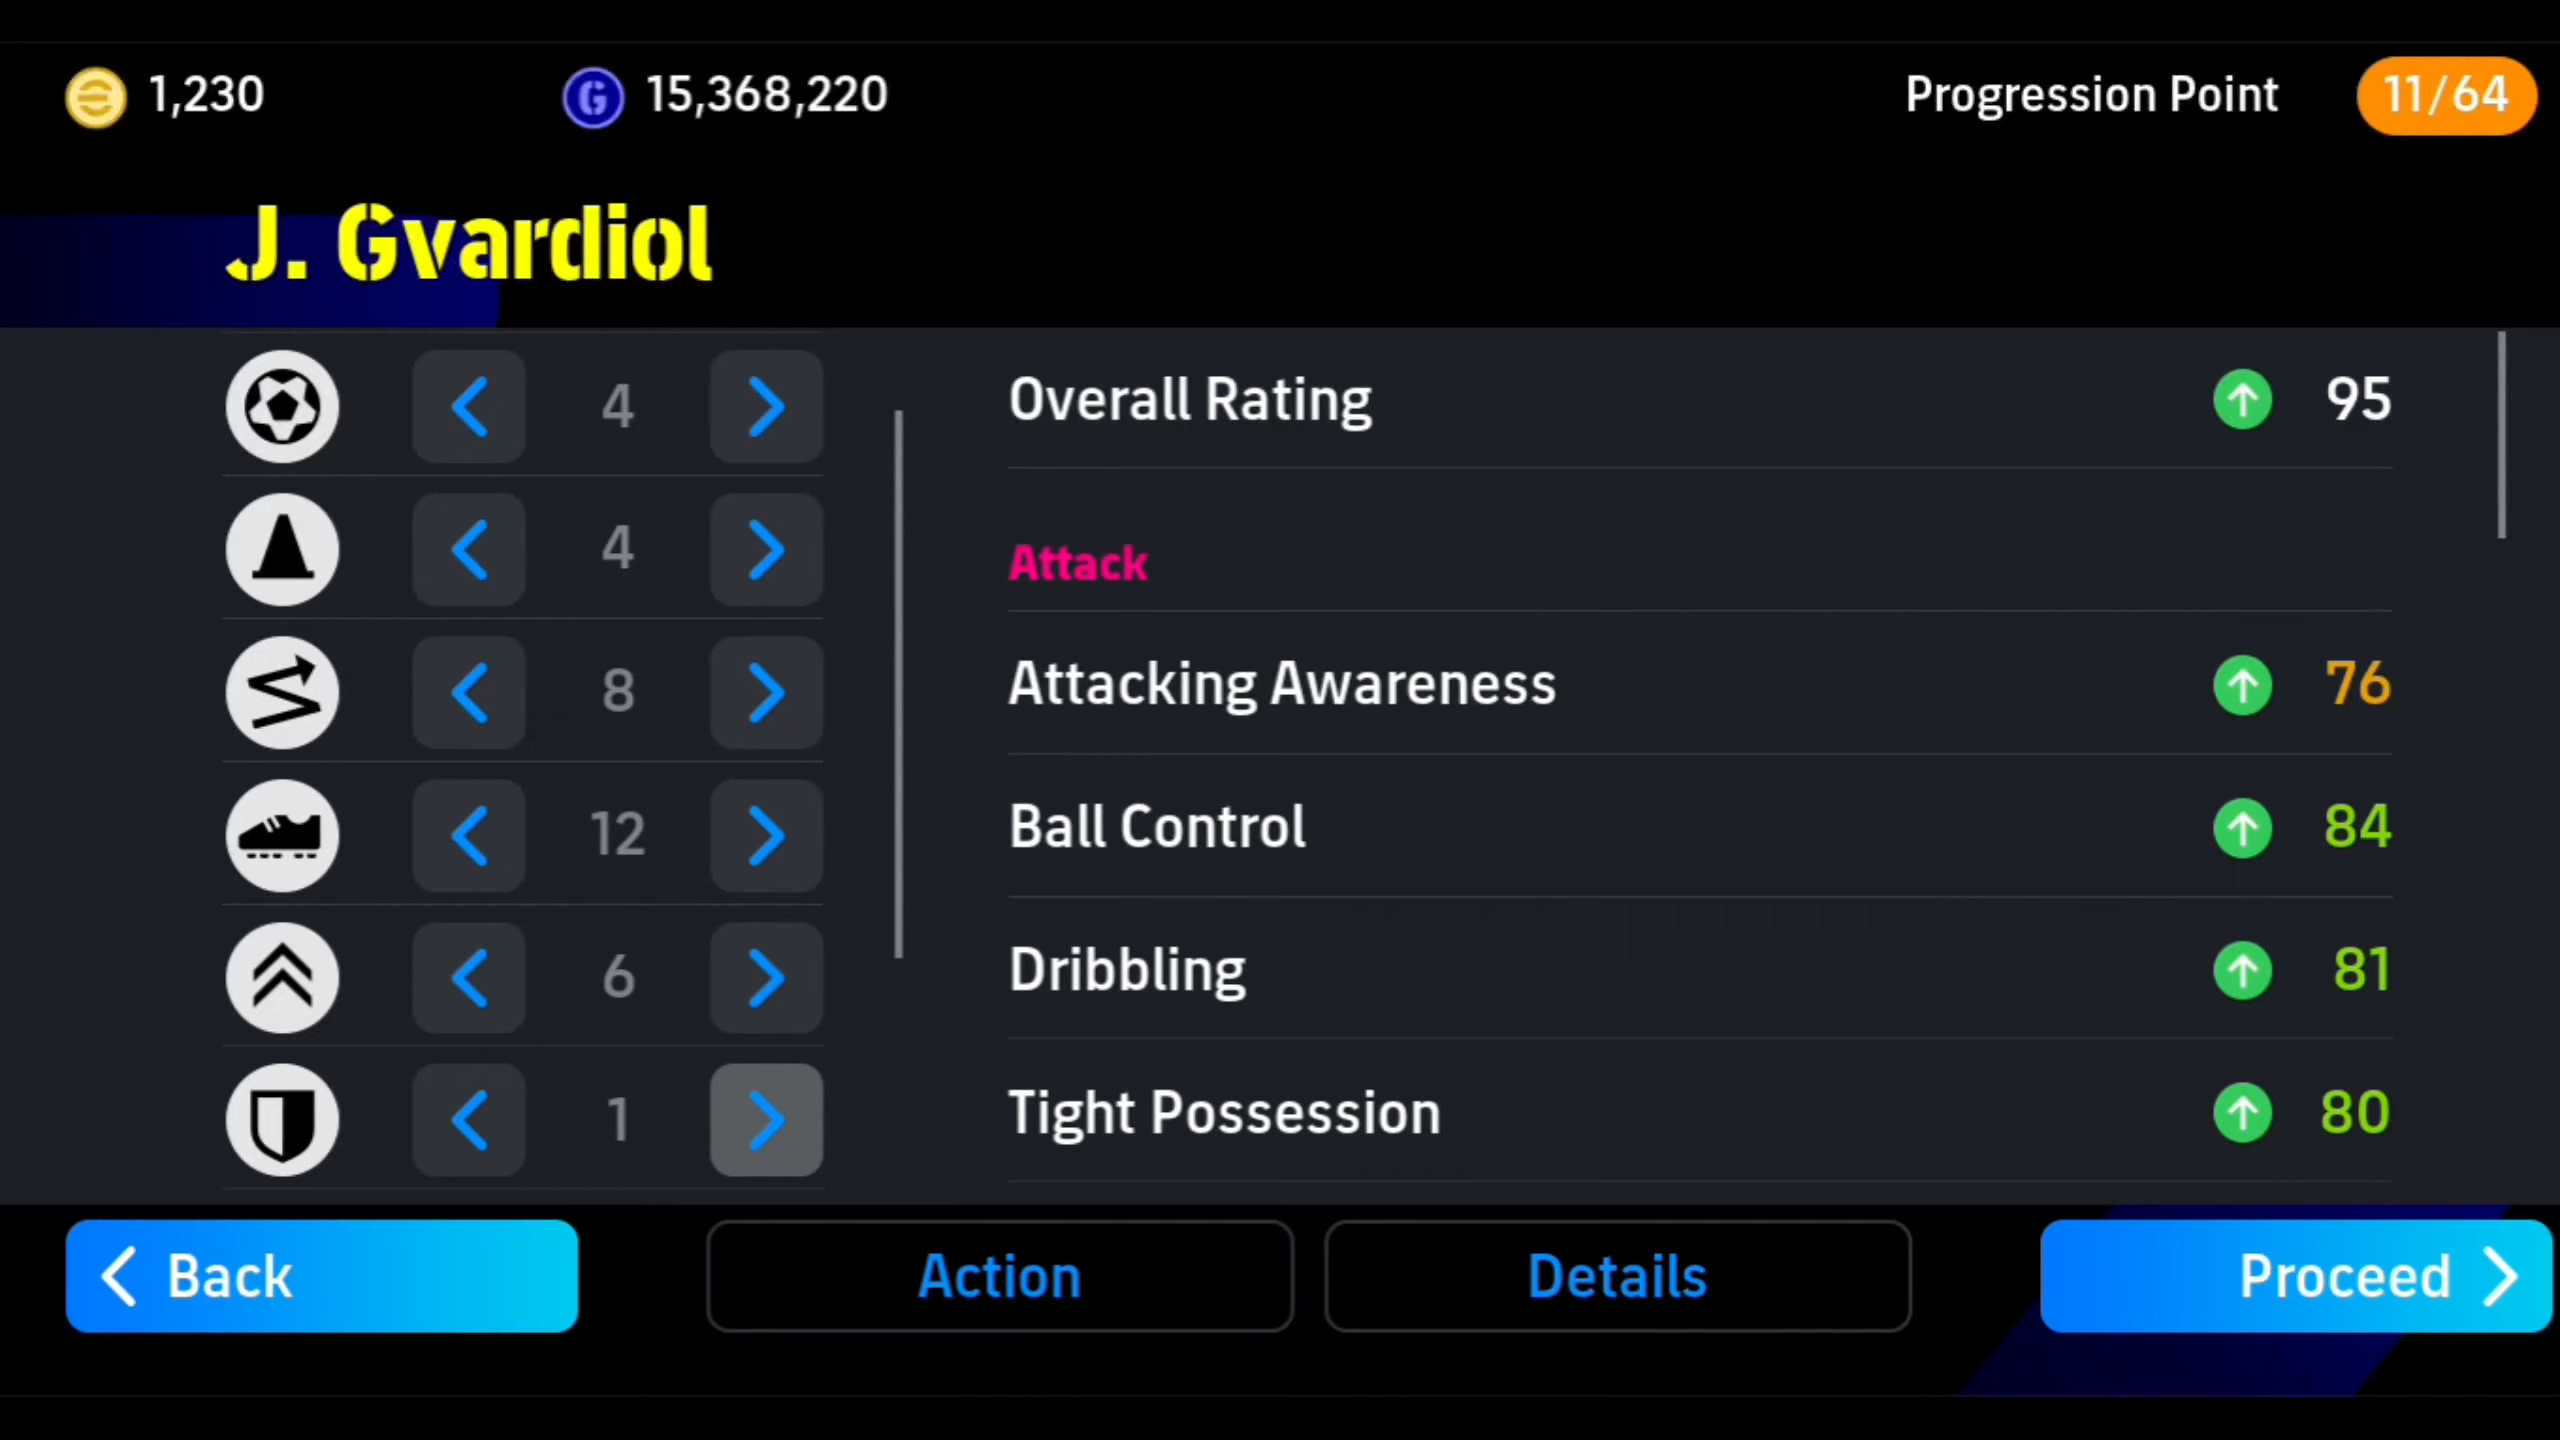 1,230
G 15,368,220
Progression Point 11/64
J. Gvardiol
4
4
8
12
6
1
Overall Rating 95
Attack
Attacking Awareness 76
Ball Control 84
Dribbling 81
Tight Possession 80
Back
Action
Details
Proceed